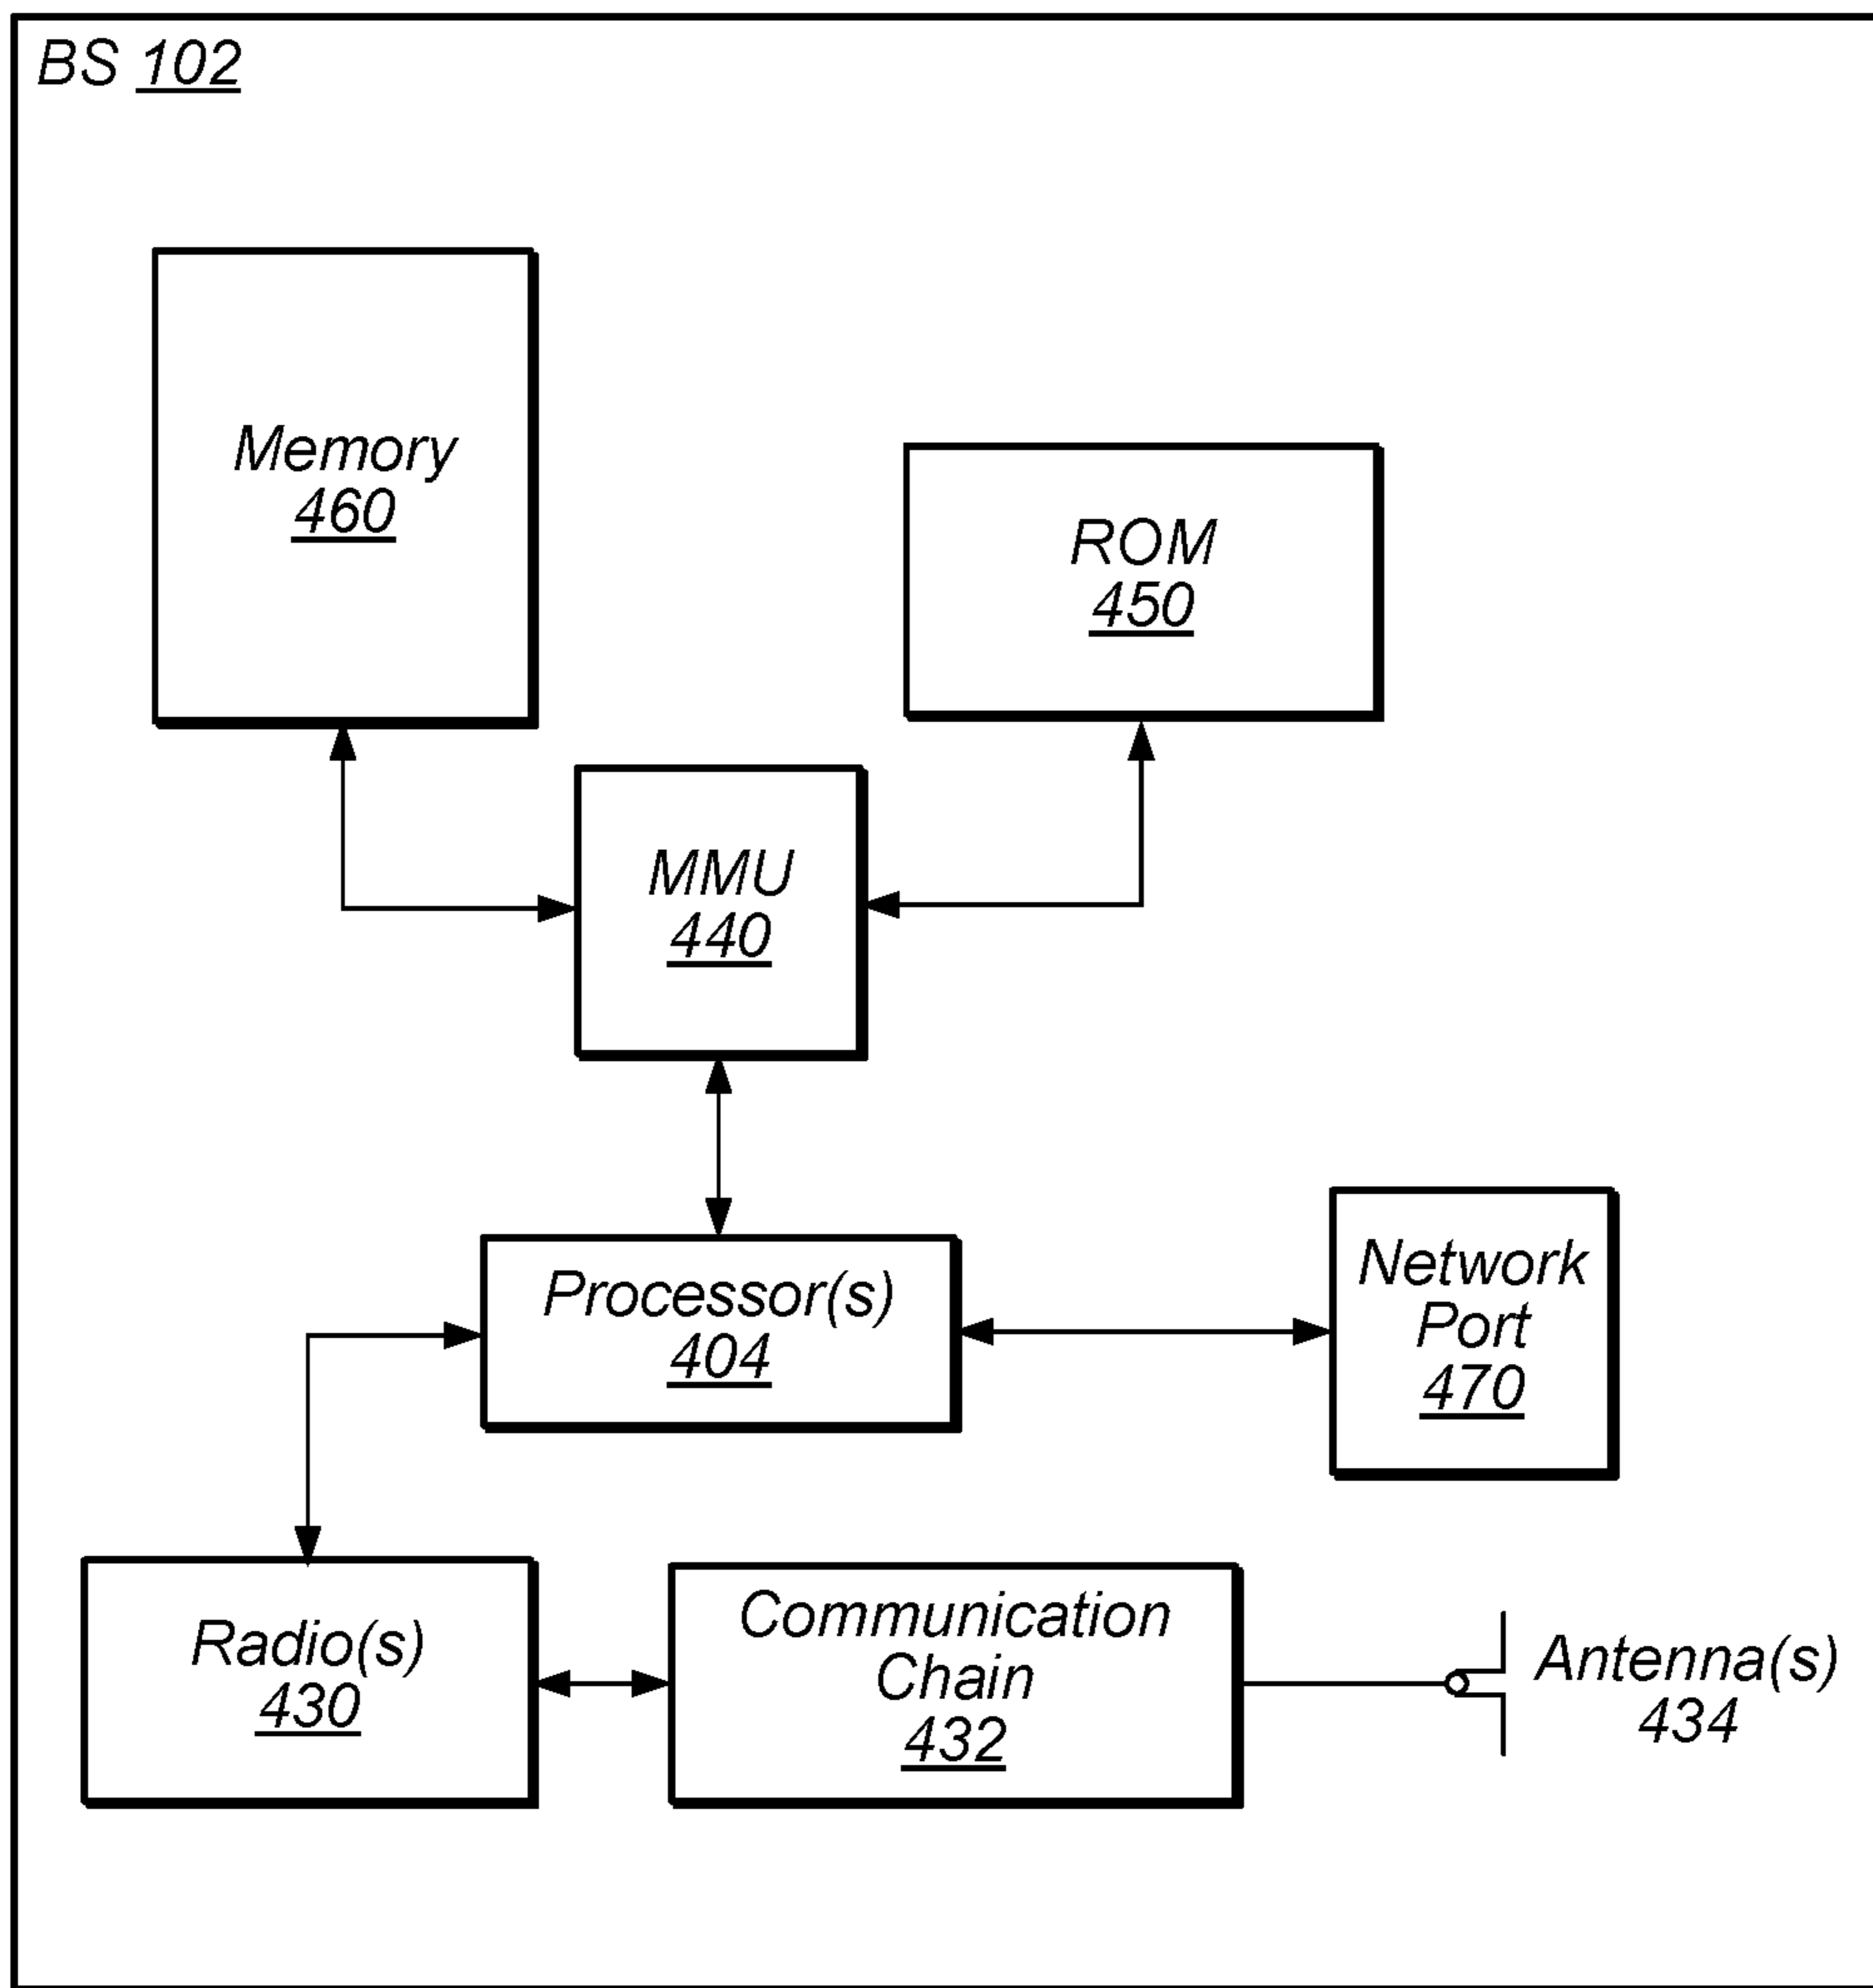 BS 102
Memory
460
ROM
450
MMU
440
Processor(s)
404
Network
Port
470
Radio(s)
430
Communication
Chain
432
Antenna(s)
434